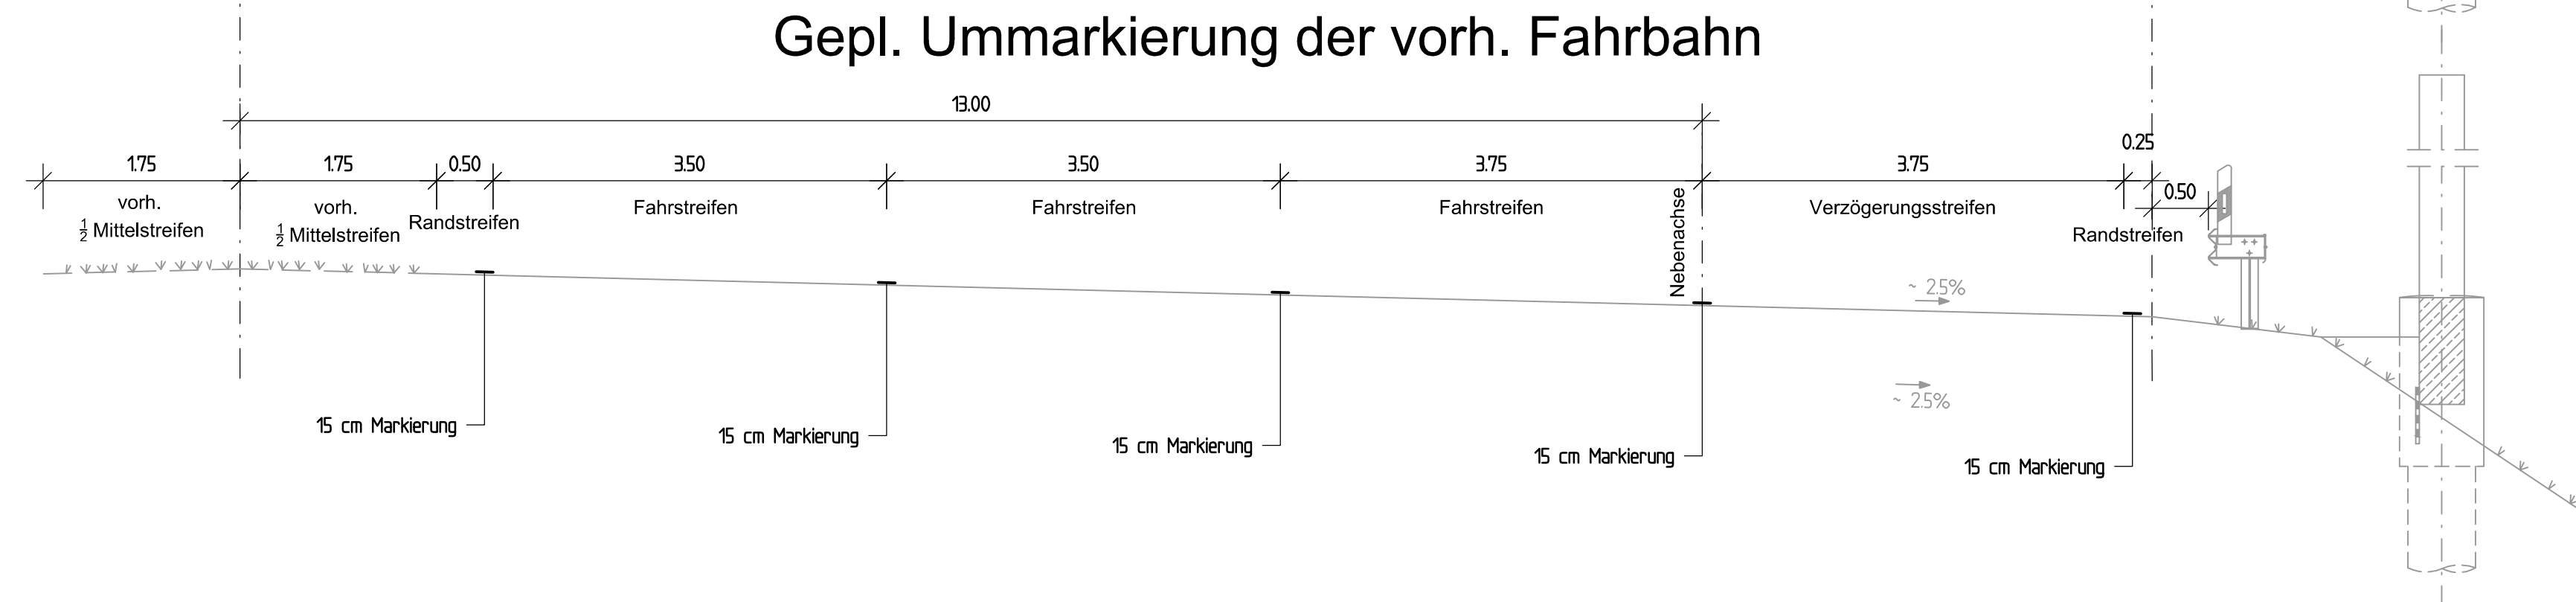 Gepl. Ummarkierung der vorh. Fahrbahn
13.00
0.25
1.75
1.75
0.50
3.50
3.50
3.75
3.75
0.50
vorh.
½ Mittelstreifen
vorh.
½ Mittelstreifen
Randstreifen
Fahrstreifen
Fahrstreifen
Fahrstreifen
Nebenachse
Verzögerungsstreifen
Randstreifen
~ 2.5%
~ 2.5%
15 cm Markierung
15 cm Markierung
15 cm Markierung
15 cm Markierung
15 cm Markierung